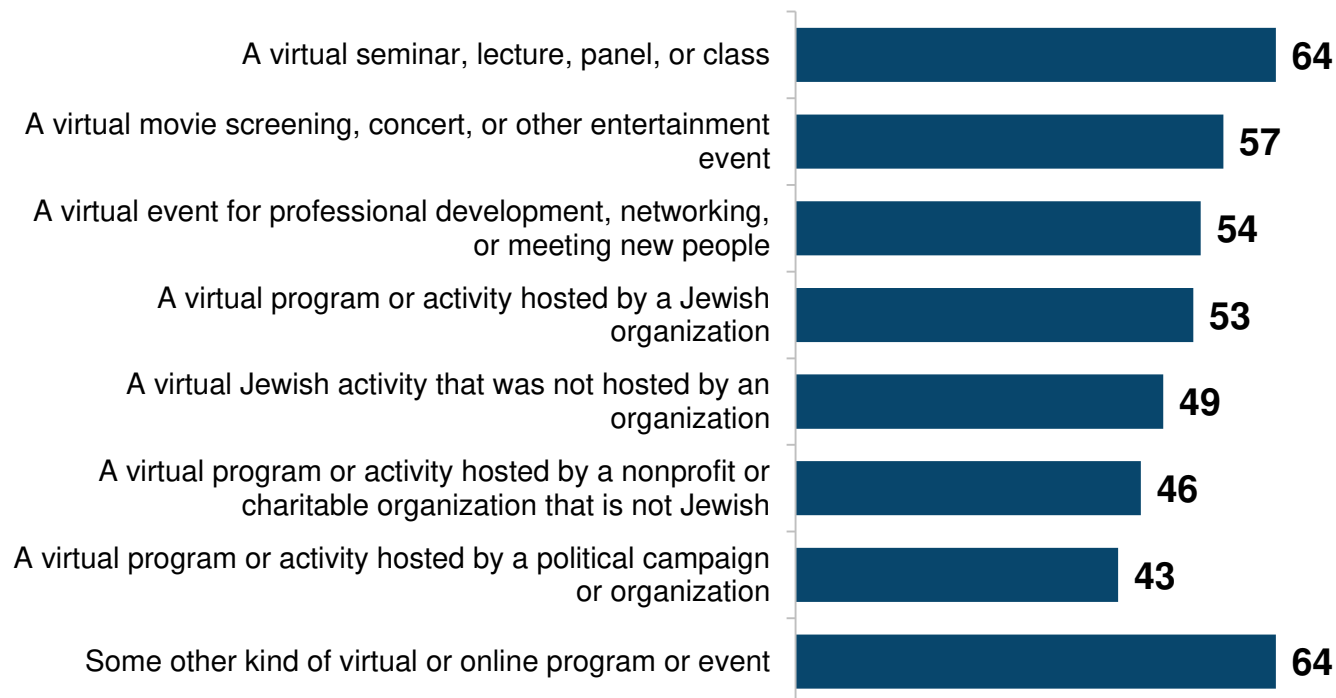 A virtual seminar, lecture, panel, or class 64
A virtual movie screening, concert, or other entertainment
event 57
A virtual event for professional development, networking,
or meeting new people 54
A virtual program or activity hosted by a Jewish
organization 53
A virtual Jewish activity that was not hosted by an
organization 49
A virtual program or activity hosted by a nonprofit or
charitable organization that is not Jewish 46
A virtual program or activity hosted by a political campaign
or organization 43
Some other kind of virtual or online program or event 64